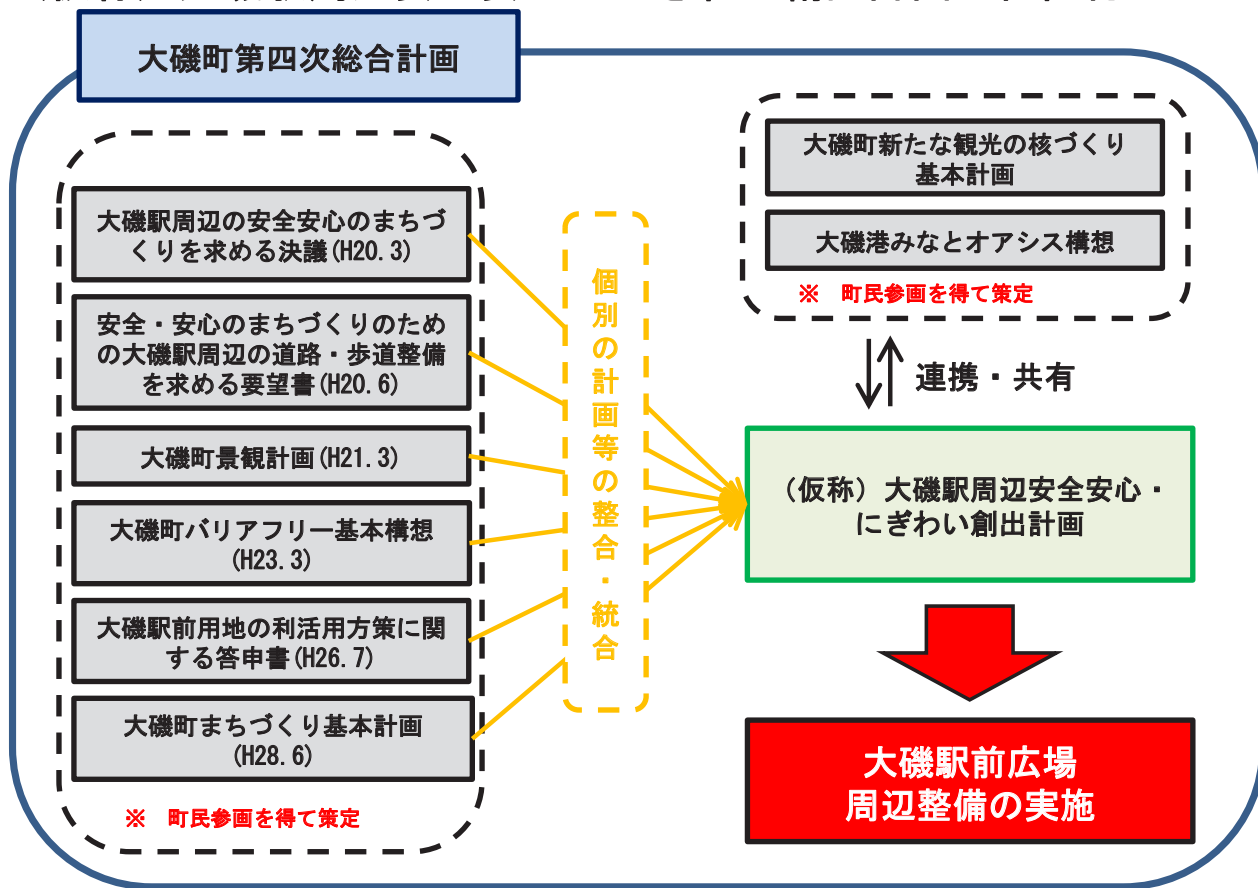 大磯町第四次総合計画
大磯駅周辺の安全安心のまちづ
くりを求める決議(H20.3)
安全・安心のまちづくりのため
の大磯駅周辺の道路・歩道整備
を求める要望書(H20.6)
大磯町景観計画(H21.3)
大磯町バリアフリー基本構想
(H23.3)
大磯駅前用地の利活用方策に関
する答申書(H26.7)
大磯町まちづくり基本計画
(H28.6)
※ 町民参画を得て策定
個別の計画等の整合・統合
大磯町新たな観光の核づくり
基本計画
大磯港みなとオアシス構想
※ 町民参画を得て策定
連携・共有
(仮称)大磯駅周辺安全安心・
にぎわい創出計画
大磯駅前広場
周辺整備の実施